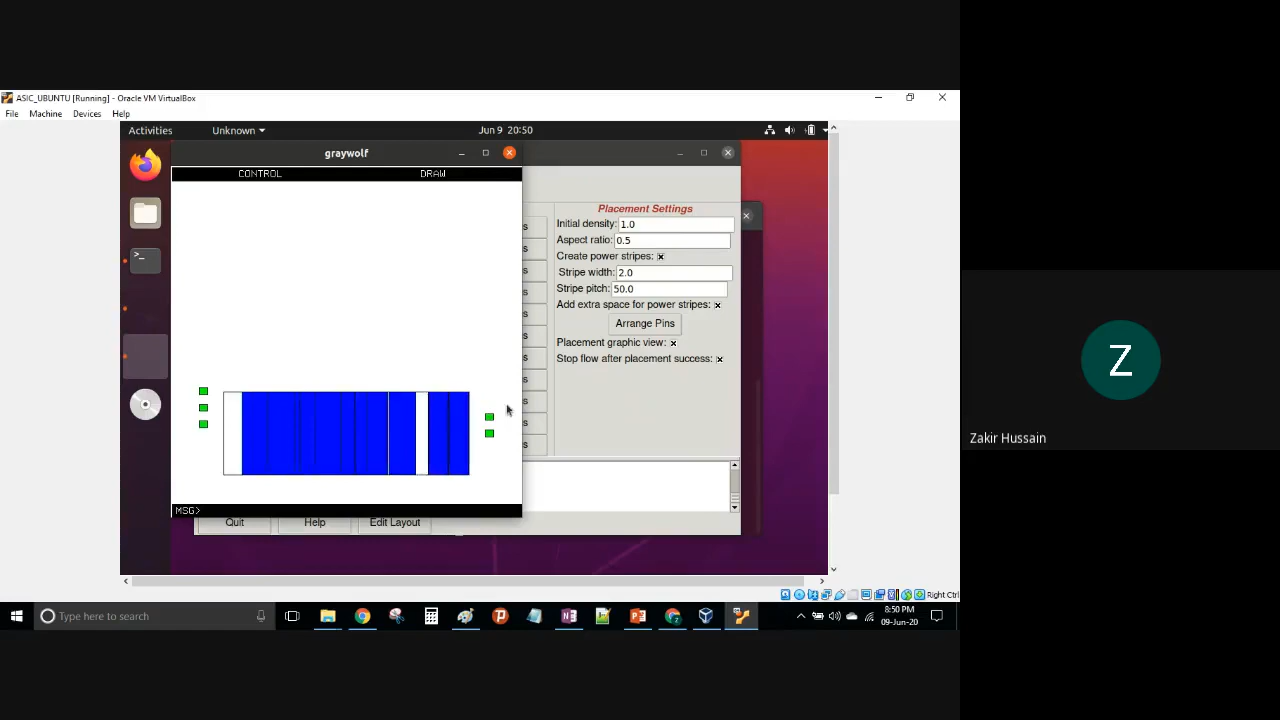 ASIC_UBUNTU [Running] - Oracle VM VirtualBox
File Machine Devices Help
Activities Unknown Jun 9 20:50
graywolf
CONTROL DRAW
Placement Settings
s Initial density: 1.0
Aspect ratio: 0.5
s Create power stripes:
s Stripe width: 2.0
s Stripe pitch: 50.0
s Add extra space for power stripes:
Arrange Pins
s Placement graphic view:
s Stop flow after placement success:
s
s
s
s
MSG>
Quit Help Edit Layout
Right Ctrl
Type here to search
8:50 PM
09-Jun-20
Z
Zakir Hussain